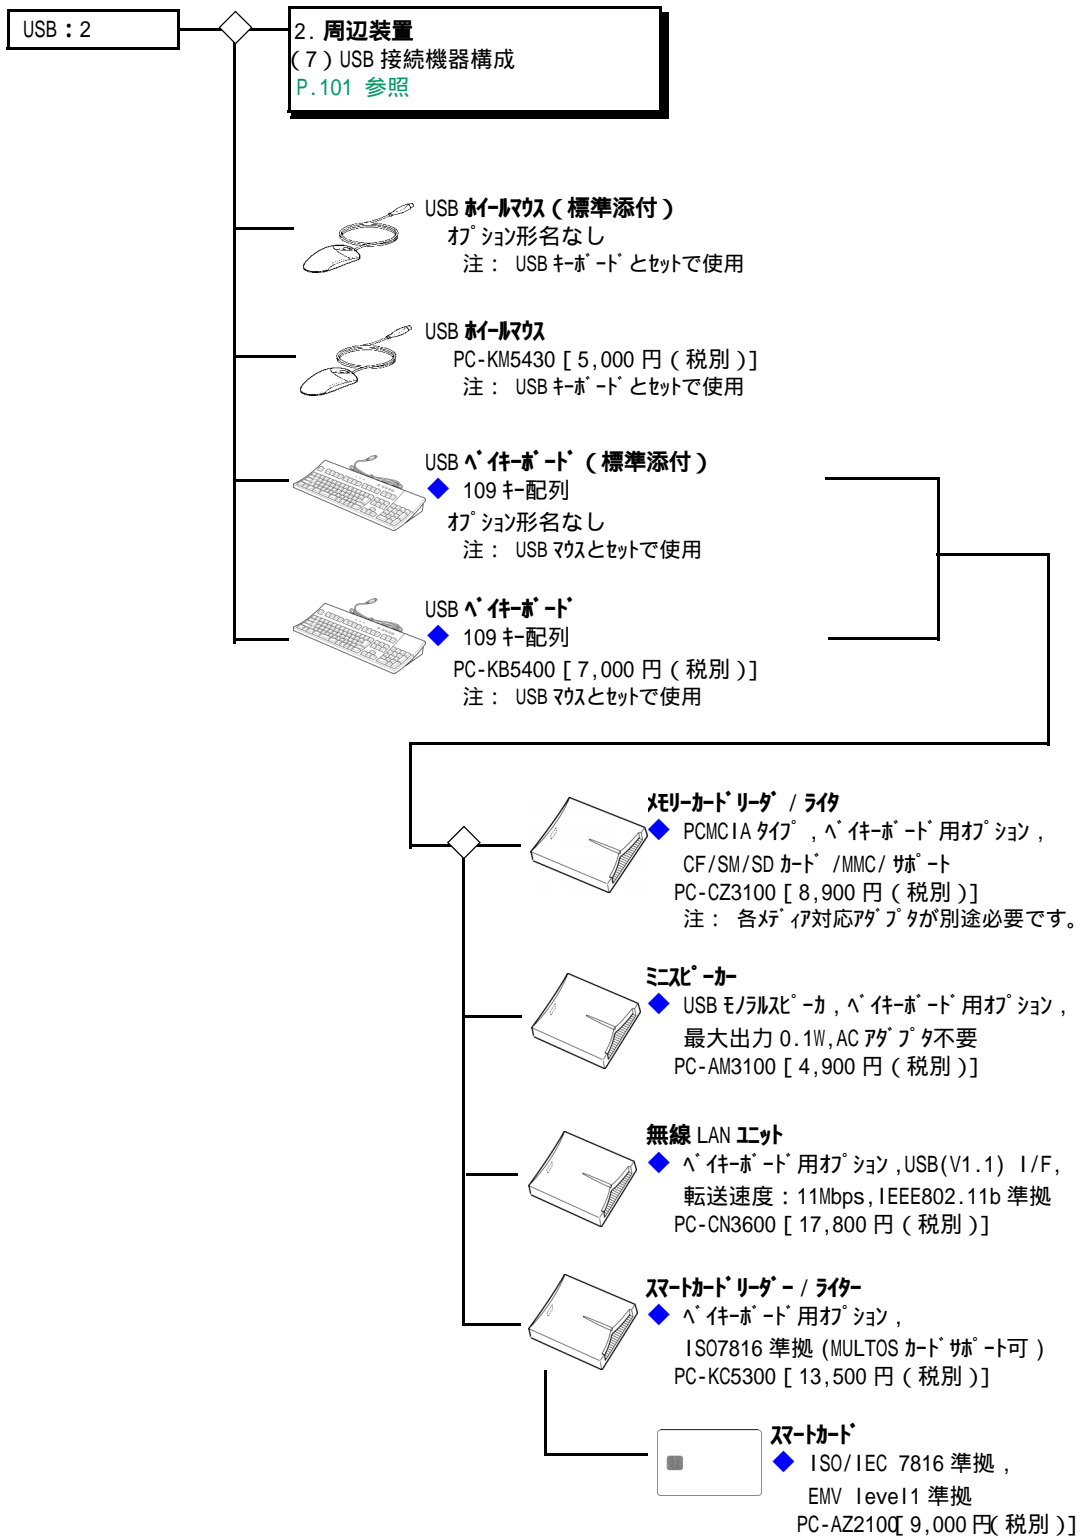 USB：2
2. 周辺装置
(7) USB 接続機器構成
P.101 参照
USB ﾎｲｰﾙﾏｳｽ(標準添付)
ｵﾌﾟｼｮﾝ形名なし
注： USB ｷｰﾎﾞｰﾄﾞとｾｯﾄで使用
USB ﾎｲｰﾙﾏｳｽ
PC-KM5430 [ 5,000 円(税別)]
注： USB ｷｰﾎﾞｰﾄﾞとｾｯﾄで使用
USB ﾍﾞｲｷｰﾎﾞｰﾄﾞ(標準添付)
◆ 109 ｷｰ配列
ｵﾌﾟｼｮﾝ形名なし
注： USB ﾏｳｽとｾｯﾄで使用
USB ﾍﾞｲｷｰﾎﾞｰﾄﾞ
◆ 109 ｷｰ配列
PC-KB5400 [ 7,000 円(税別)]
注： USB ﾏｳｽとｾｯﾄで使用
ﾒﾓﾘｰｶｰﾄﾞﾘｰﾀﾞ / ﾗｲﾀ
◆ PCMCIA ﾀｲﾌﾟ,ﾍﾞｲｷｰﾎﾞｰﾄﾞ用ｵﾌﾟｼｮﾝ,
CF/SM/SD ｶｰﾄﾞ/MMC/ ｻﾎﾟｰﾄ
PC-CZ3100 [ 8,900 円(税別)]
注： 各ﾒﾃﾞｨｱ対応ｱﾀﾞﾌﾟﾀが別途必要です。
ﾐﾆｽﾋﾟｰｶｰ
◆ USB ﾓﾉﾗﾙｽﾋﾟｰｶ,ﾍﾞｲｷｰﾎﾞｰﾄﾞ用ｵﾌﾟｼｮﾝ,
最大出力 0.1W,AC ｱﾀﾞﾌﾟﾀ不要
PC-AM3100 [ 4,900 円(税別)]
無線 LAN ﾕﾆｯﾄ
◆ ﾍﾞｲｷｰﾎﾞｰﾄﾞ用ｵﾌﾟｼｮﾝ,USB(V1.1) I/F,
転送速度：11Mbps,IEEE802.11b 準拠
PC-CN3600 [ 17,800 円(税別)]
ｽﾏｰﾄｶｰﾄﾞﾘｰﾀﾞｰ / ﾗｲﾀｰ
◆ ﾍﾞｲｷｰﾎﾞｰﾄﾞ用ｵﾌﾟｼｮﾝ,
ISO7816 準拠(MULTOS ｶｰﾄﾞｻﾎﾟｰﾄ可)
PC-KC5300 [ 13,500 円(税別)]
ｽﾏｰﾄｶｰﾄﾞ
◆ ISO/IEC 7816 準拠,
EMV level1 準拠
PC-AZ2100[ 9,000 円(税別)]